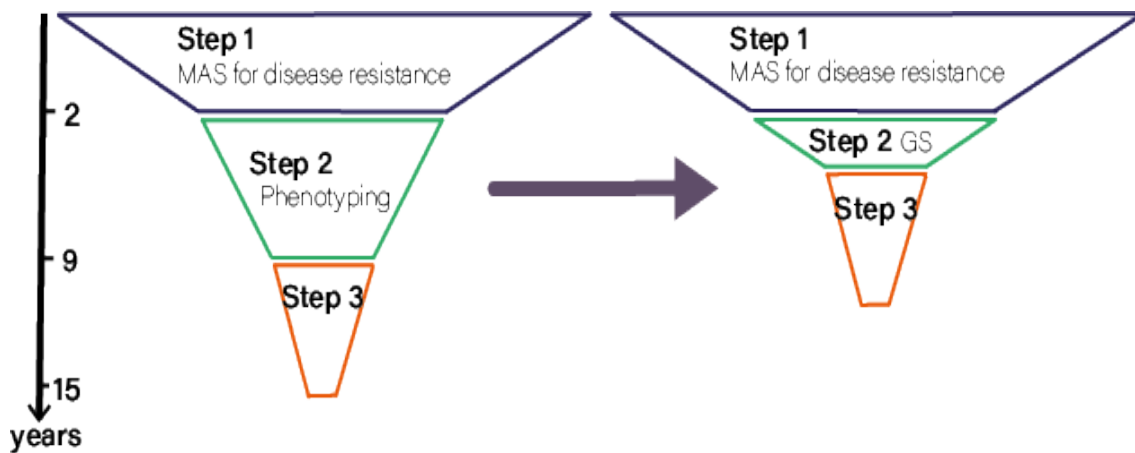 Step 1
MAS for disease resistance
2
Step 2
Phenotyping
9
Step 3
15
years
Step 1
MAS for disease resistance
Step 2 GS
Step 3